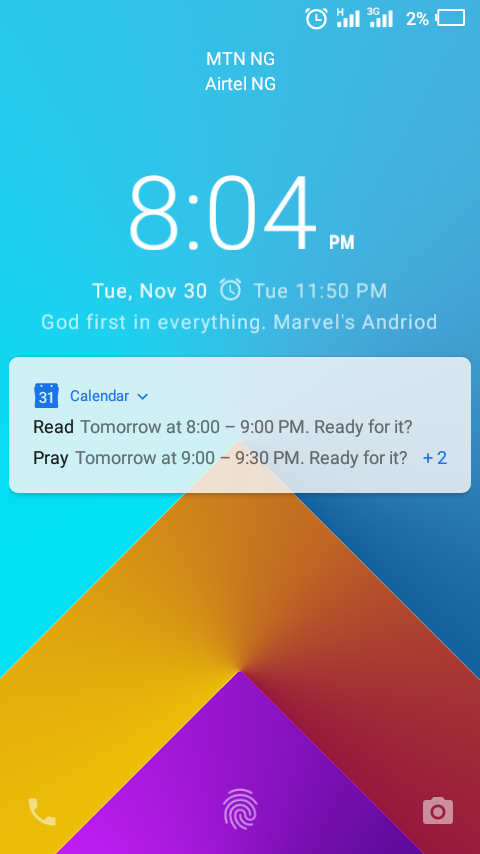 H 3G 2%
MTN NG
Airtel NG
8:04 PM
Tue, Nov 30 Tue 11:50 PM
God first in everything. Marvel's Andriod
31 Calendar
Read Tomorrow at 8:00 – 9:00 PM. Ready for it?
Pray Tomorrow at 9:00 – 9:30 PM. Ready for it? + 2